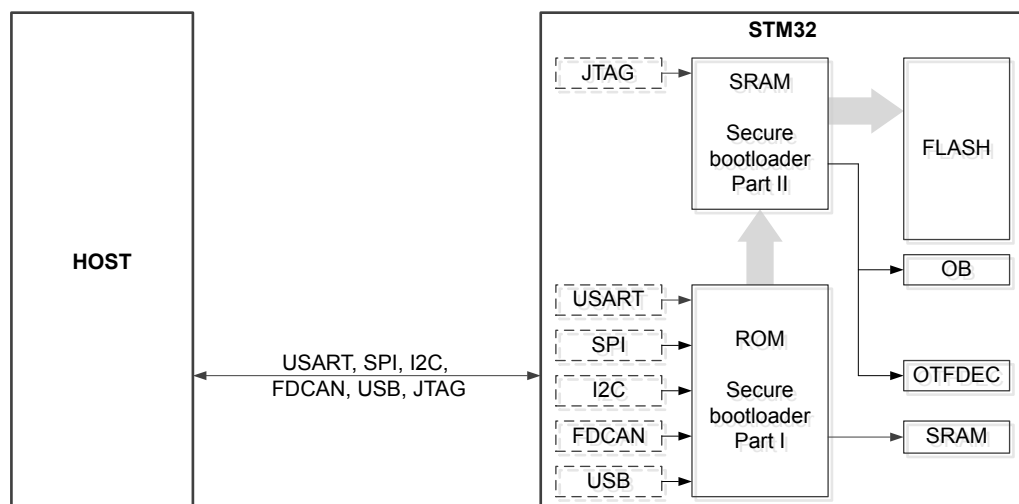 STM32
HOST
USART, SPI, I2C,
FDCAN, USB, JTAG
JTAG
SRAM
Secure
bootloader
Part II
FLASH
OB
USART
SPI
I2C
FDCAN
USB
ROM
Secure
bootloader
Part I
OTFDEC
SRAM